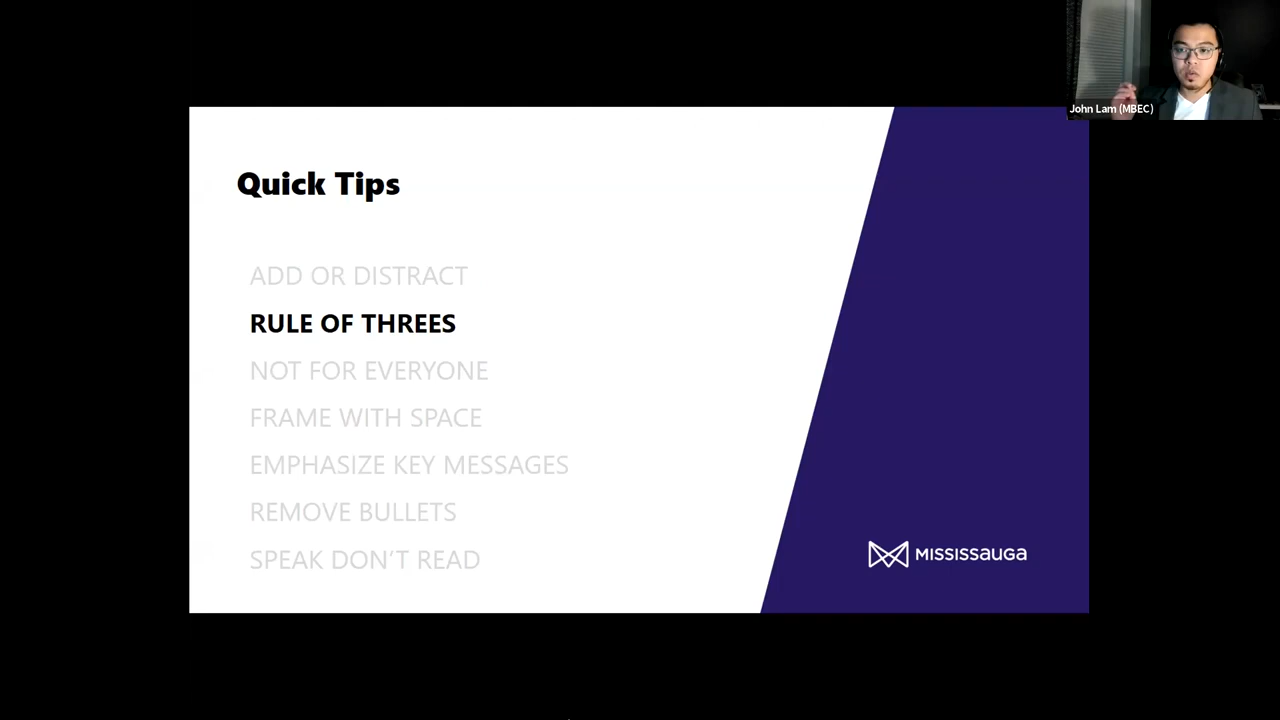 John Lam (MBEC)
Quick Tips
ADD OR DISTRACT
RULE OF THREES
NOT FOR EVERYONE
FRAME WITH SPACE
EMPHASIZE KEY MESSAGES
REMOVE BULLETS
SPEAK DON'T READ
MISSISSAUGA